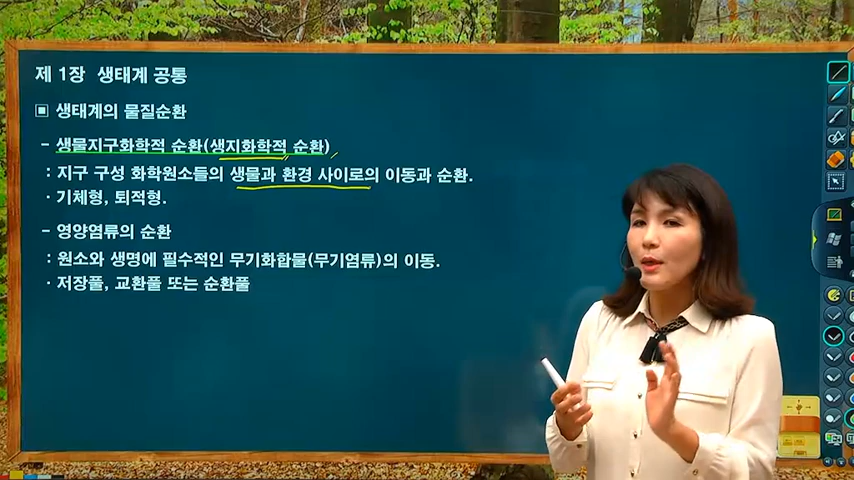 제 1장 생태계 공통
▣ 생태계의 물질순환
- 생물지구화학적 순환(생지화학적 순환)
: 지구 구성 화학원소들의 생물과 환경 사이로의 이동과 순환.
· 기체형, 퇴적형.
- 영양염류의 순환
: 원소와 생명에 필수적인 무기화합물(무기염류)의 이동.
· 저장풀, 교환풀 또는 순환풀